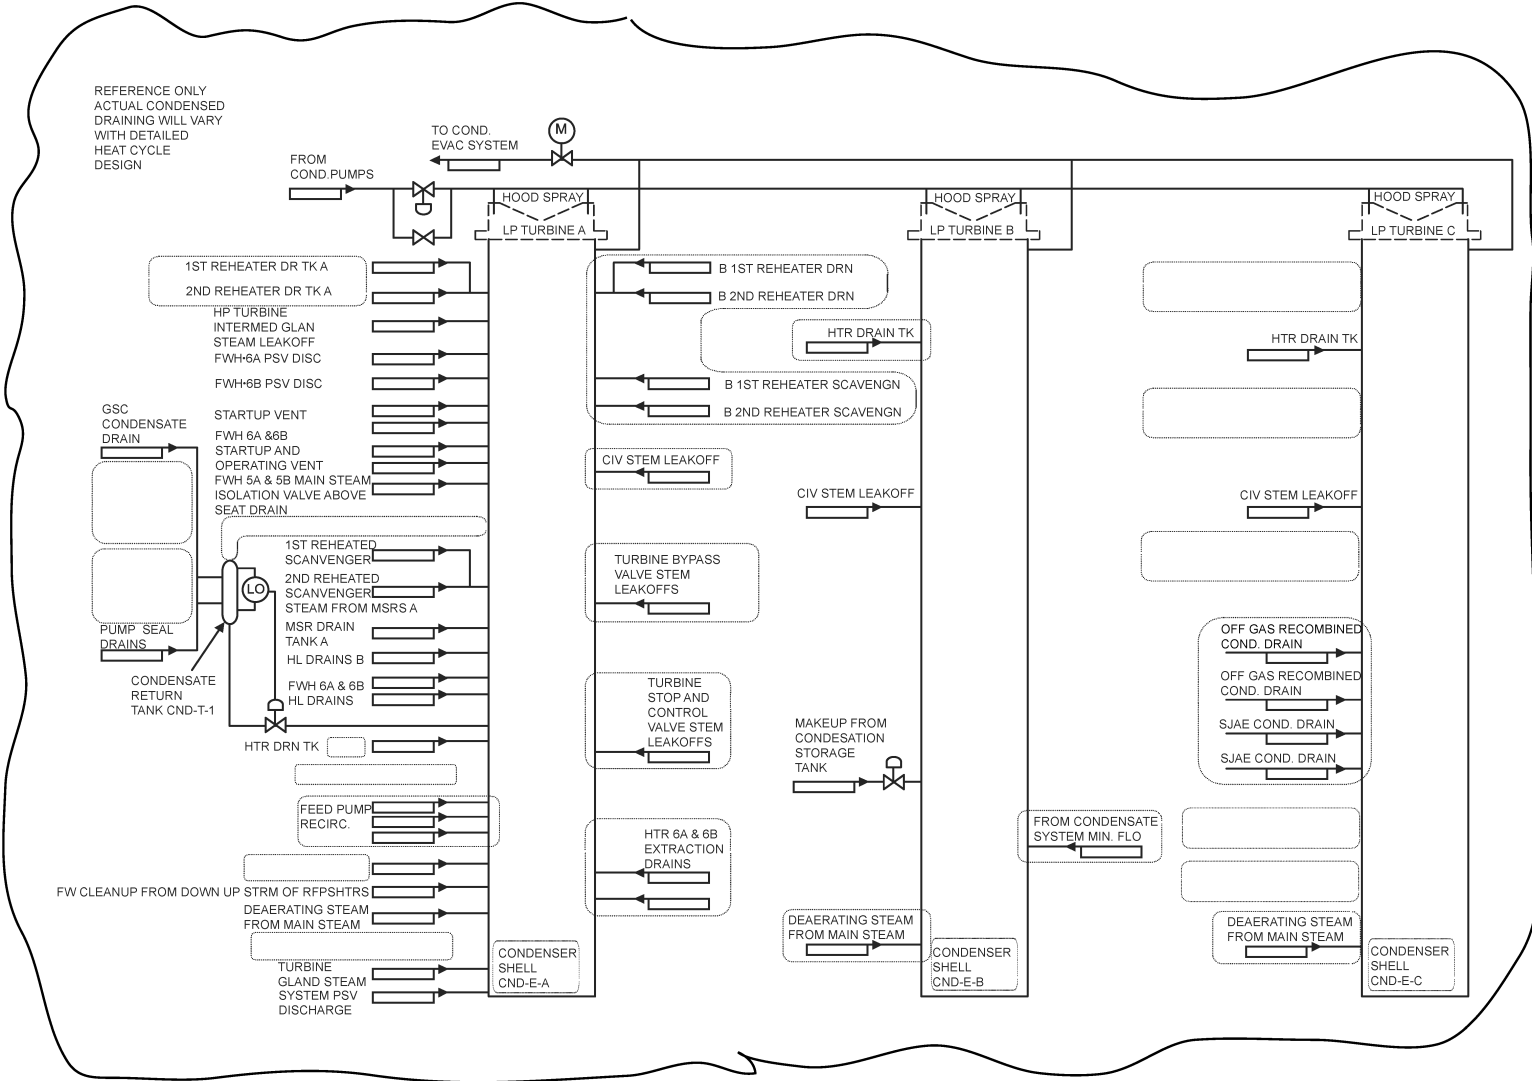 REFERENCE ONLY
ACTUAL CONDENSED
DRAINING WILL VARY
WITH DETAILED
HEAT CYCLE
DESIGN
TO COND.
EVAC SYSTEM
M
FROM
COND.PUMPS
HOOD SPRAY
LP TURBINE A
HOOD SPRAY
LP TURBINE B
HOOD SPRAY
LP TURBINE C
1ST REHEATER DR TK A
2ND REHEATER DR TK A
HP TURBINE
INTERMED GLAN
STEAM LEAKOFF
FWH•6A PSV DISC
FWH•6B PSV DISC
STARTUP VENT
FWH 6A &6B
STARTUP AND
OPERATING VENT
FWH 5A & 5B MAIN STEAM
ISOLATION VALVE ABOVE
SEAT DRAIN
GSC
CONDENSATE
DRAIN
1ST REHEATED
SCANVENGER
2ND REHEATED
SCANVENGER
STEAM FROM MSRS A
LO
PUMP SEAL
DRAINS
MSR DRAIN
TANK A
HL DRAINS B
CONDENSATE
RETURN
TANK CND-T-1
FWH 6A & 6B
HL DRAINS
HTR DRN TK
FEED PUMP
RECIRC.
FW CLEANUP FROM DOWN UP STRM OF RFPSHTRS
DEAERATING STEAM
FROM MAIN STEAM
TURBINE
GLAND STEAM
SYSTEM PSV
DISCHARGE
CONDENSER
SHELL
CND-E-A
B 1ST REHEATER DRN
B 2ND REHEATER DRN
HTR DRAIN TK
B 1ST REHEATER SCAVENGN
B 2ND REHEATER SCAVENGN
CIV STEM LEAKOFF
CIV STEM LEAKOFF
TURBINE BYPASS
VALVE STEM
LEAKOFFS
TURBINE
STOP AND
CONTROL
VALVE STEM
LEAKOFFS
MAKEUP FROM
CONDESATION
STORAGE
TANK
HTR 6A & 6B
EXTRACTION
DRAINS
DEAERATING STEAM
FROM MAIN STEAM
CONDENSER
SHELL
CND-E-B
FROM CONDENSATE
SYSTEM MIN. FLO
HTR DRAIN TK
CIV STEM LEAKOFF
OFF GAS RECOMBINED
COND. DRAIN
OFF GAS RECOMBINED
COND. DRAIN
SJAE COND. DRAIN
SJAE COND. DRAIN
DEAERATING STEAM
FROM MAIN STEAM
CONDENSER
SHELL
CND-E-C